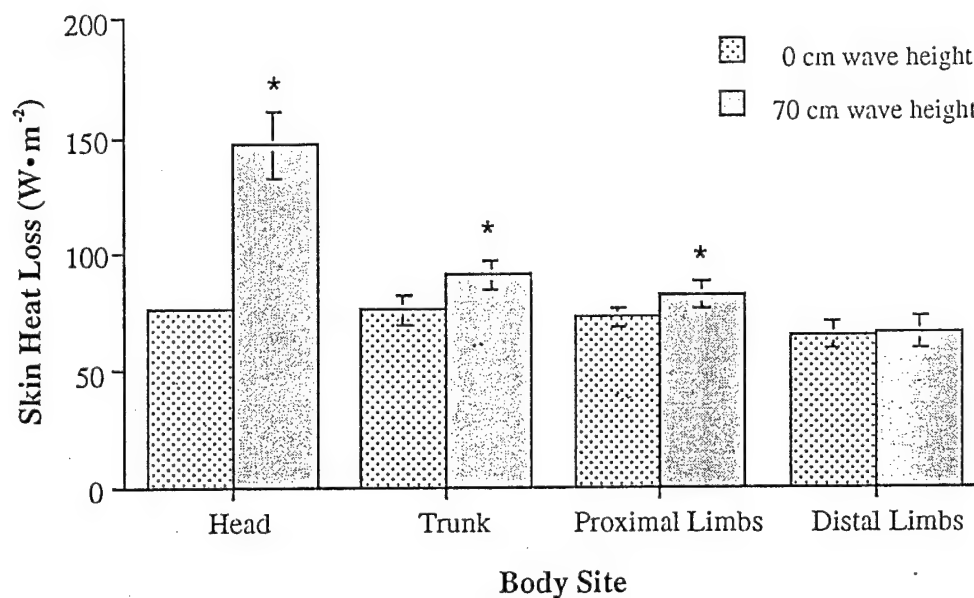 200
150
100
50
0
Skin Heat Loss (W•m⁻²)
0 cm wave height
70 cm wave height
*
*
*
Head Trunk Proximal Limbs Distal Limbs
Body Site